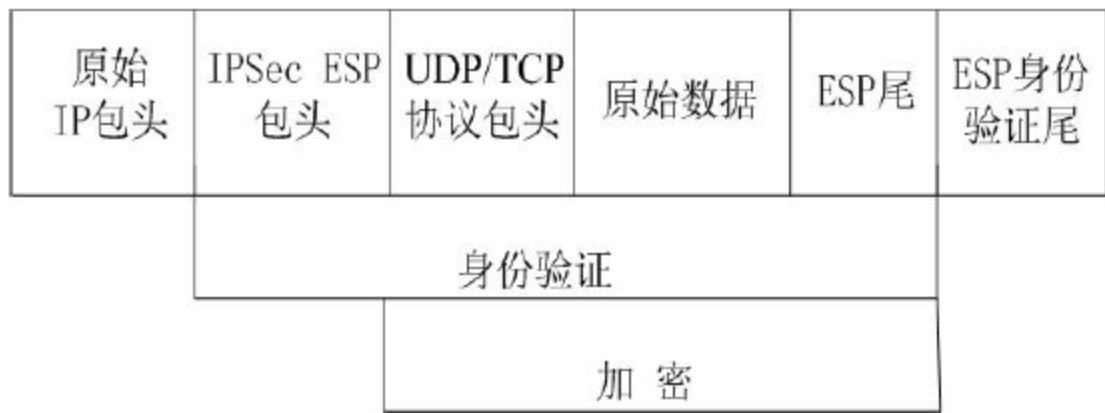 原始
IP包头
IPSec ESP
包头
UDP/TCP
协议包头
原始数据
ESP尾
ESP身份
验证尾
身份验证
加 密